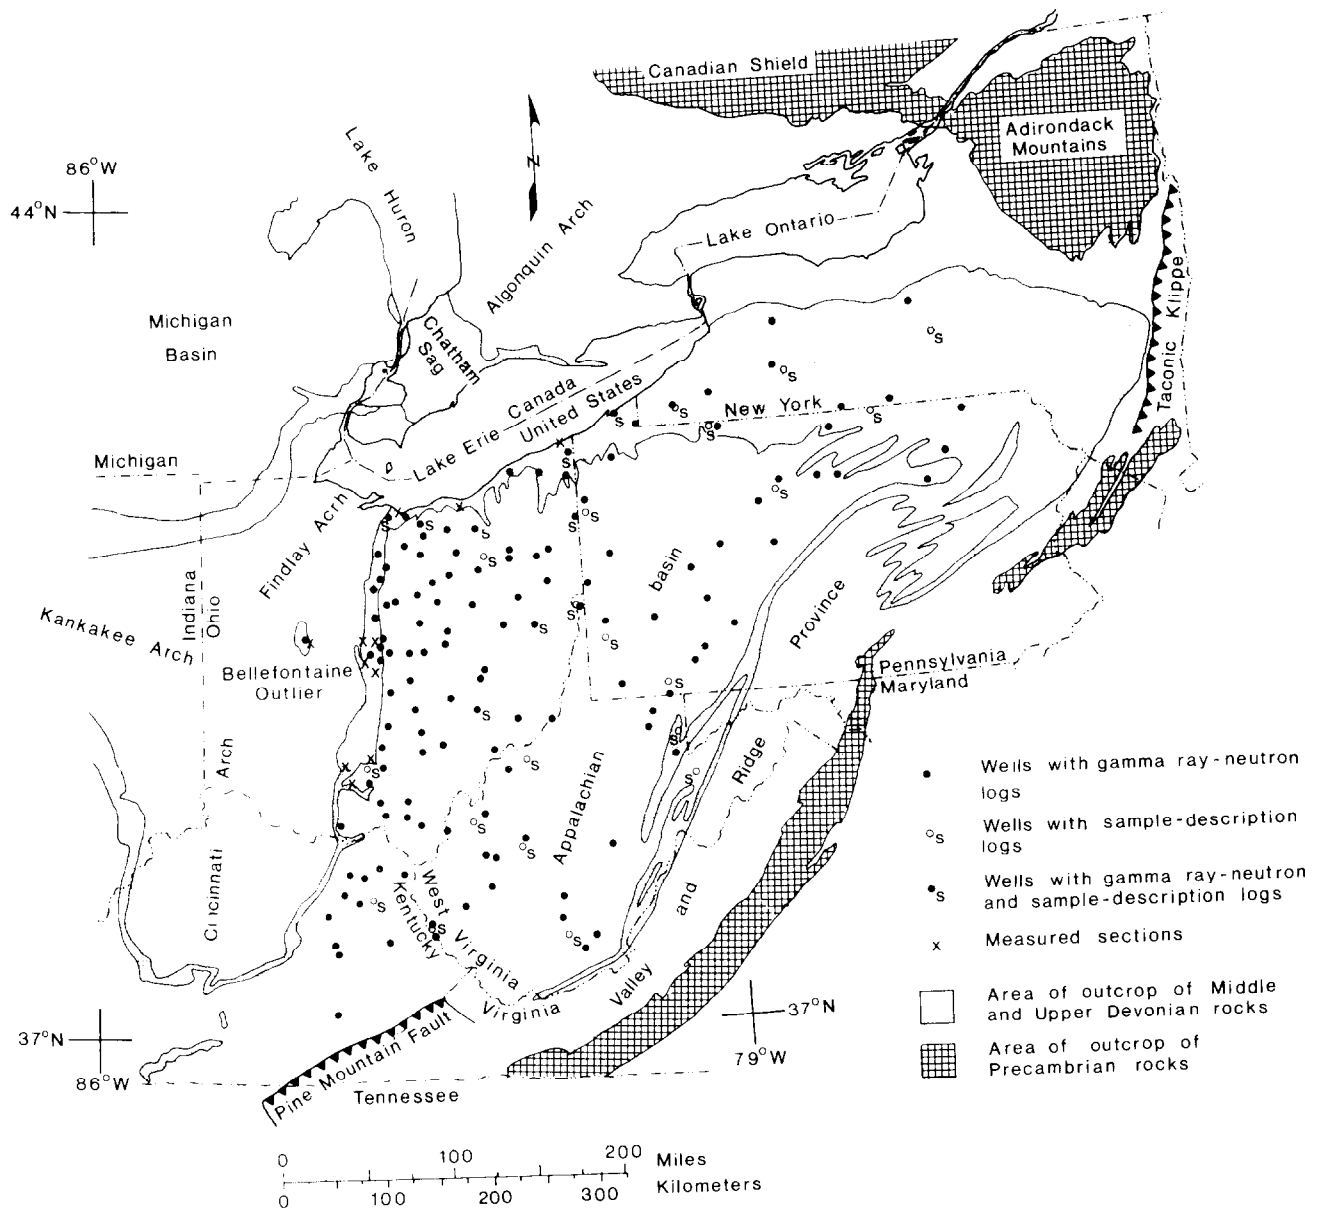 Canadian Shield
Adirondack
Mountains
Lake Huron
86°W
44°N
N
Lake Ontario
Algonquin Arch
Taconic Klippe
Michigan
Basin
Chatham
Sag
Canada
United States
Lake Erie
New York
Michigan
Findlay Acrh
basin
Indiana
Ohio
Kankakee Arch
Province
Bellefontaine
Outlier
Pennsylvania
Maryland
Arch
Ridge
Appalachian
Cincinnati
West Virginia
Kentucky
and
Valley
Virginia
37°N
86°W
37°N
79°W
Pine Mountain Fault
Tennessee
Wells with gamma ray-neutron
logs
S
Wells with sample-description
logs
S
Wells with gamma ray-neutron
and sample-description logs
x
Measured sections
Area of outcrop of Middle
and Upper Devonian rocks
Area of outcrop of
Precambrian rocks
0 100 200 Miles
0 100 200 300 Kilometers